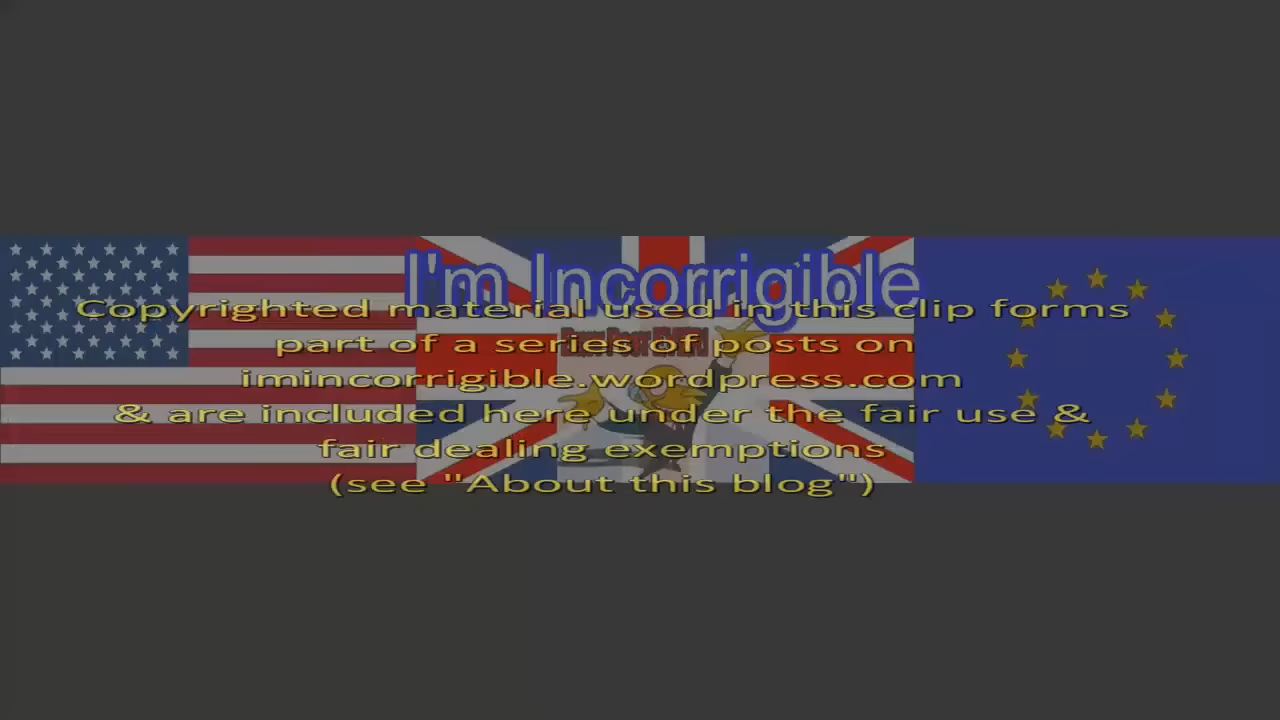 I'm Incorrigible
Copyrighted material used in this clip forms
part of a series of posts on
imincorrigible.wordpress.com
& are included here under the fair use &
fair dealing exemptions
(see "About this blog")